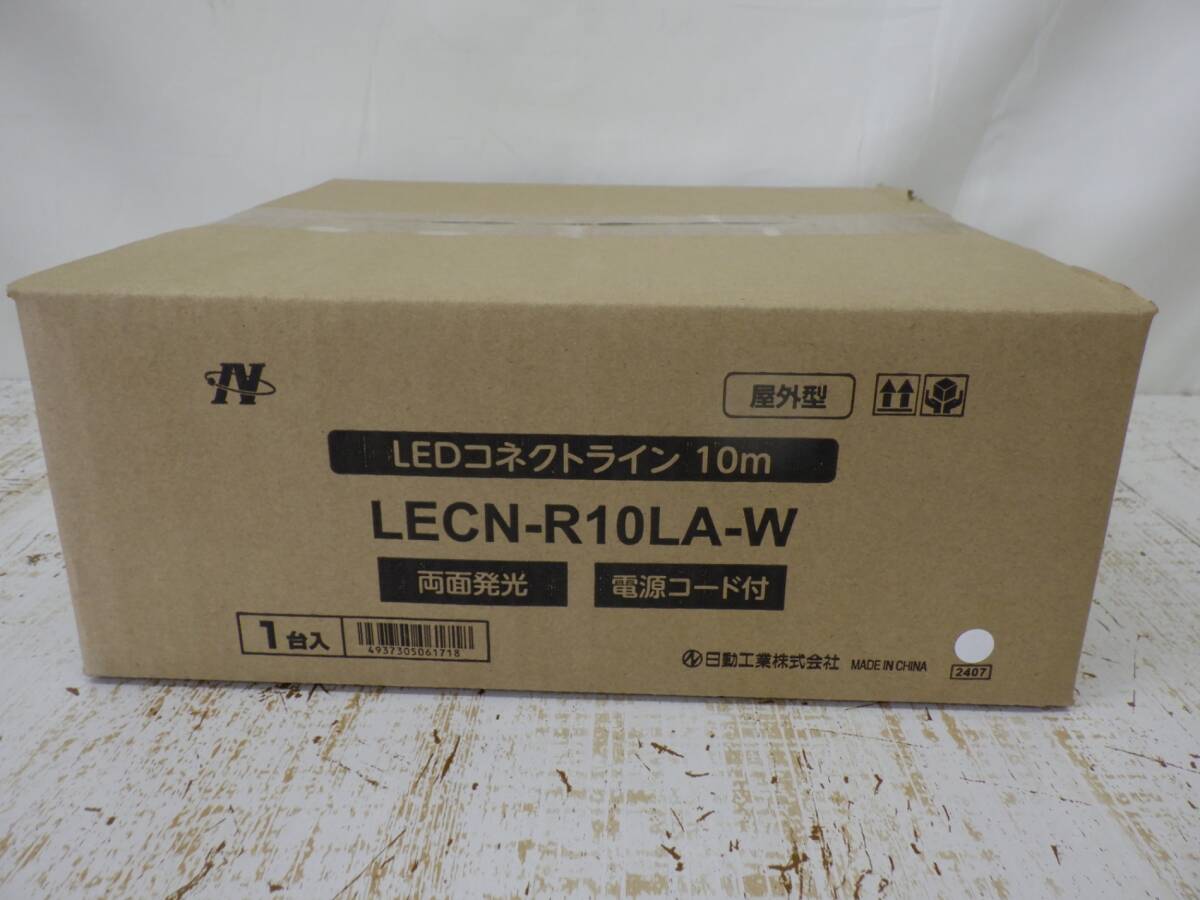 N
屋外型
LEDコネクトライン 10m
LECN-R10LA-W
両面発光 電源コード付
1台入 4937305061718
日動工業株式会社 MADE IN CHINA
2407